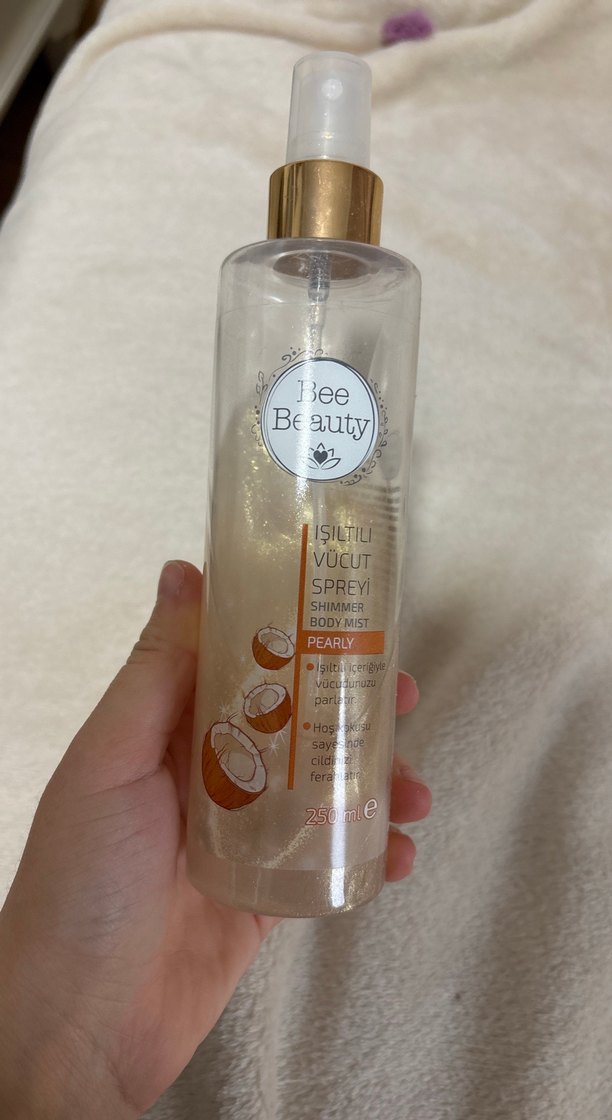 Bee
Beauty
IŞILTILI
VÜCUT
SPREYİ
SHIMMER
BODY MIST
PEARLY
Işıltılı içeriğiyle
vücudunuzu
parlatır.
Hoş kokusu
sayesinde
cildinizi
ferahlatır.
250 ml e